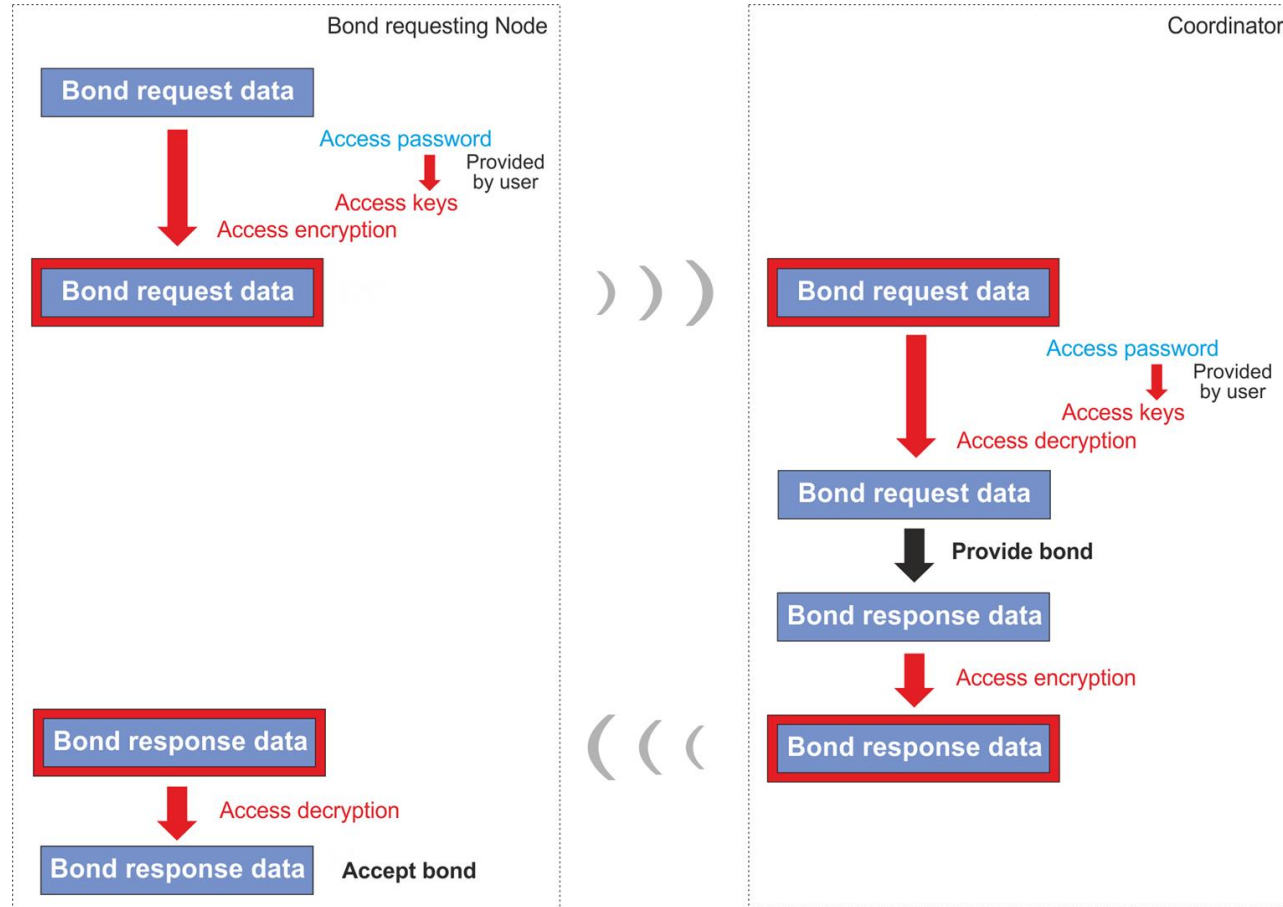 Bond requesting Node
Bond request data
Access password
Provided
by user
Access keys
Access encryption
Bond request data
Coordinator
Bond request data
Access password
Provided
by user
Access keys
Access decryption
Bond request data
Provide bond
Bond response data
Access encryption
Bond response data
Bond response data
Access decryption
Bond response data
Accept bond